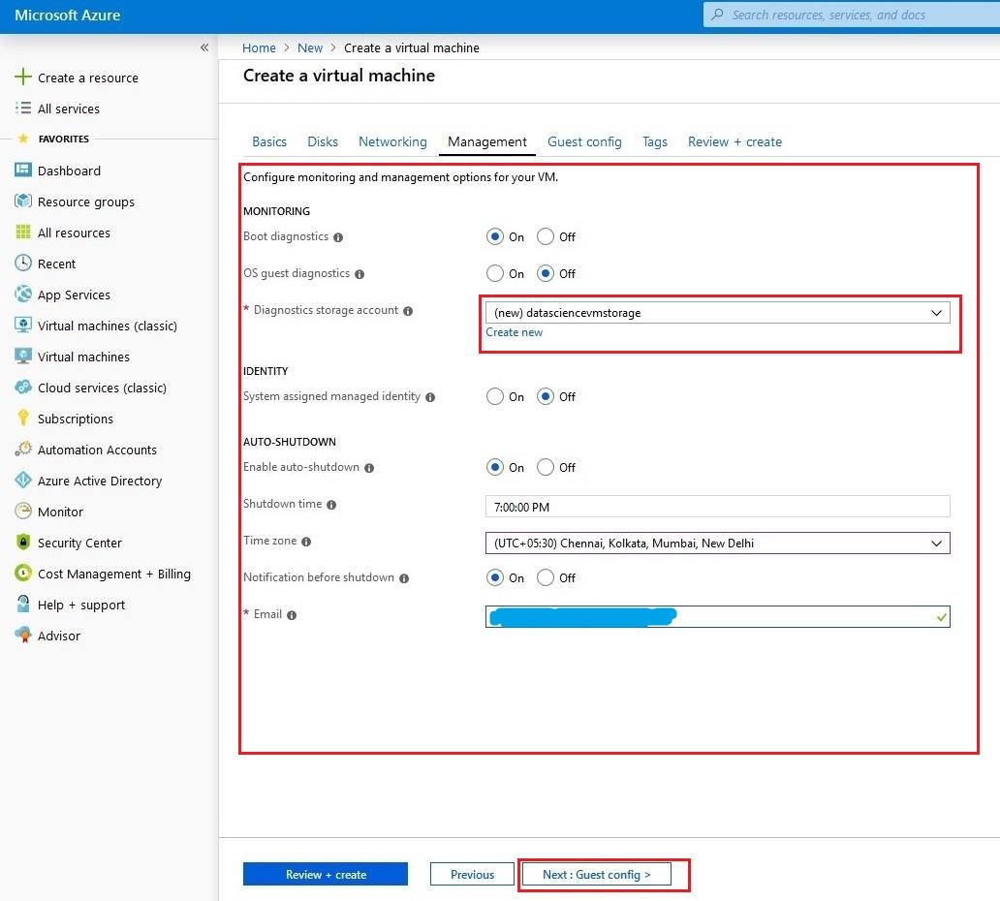 Microsoft Azure
Search resources, services, and docs
«
Home > New > Create a virtual machine
Create a virtual machine
Create a resource
All services
FAVORITES
Dashboard
Resource groups
All resources
Recent
App Services
Virtual machines (classic)
Virtual machines
Cloud services (classic)
Subscriptions
Automation Accounts
Azure Active Directory
Monitor
Security Center
Cost Management + Billing
Help + support
Advisor
Basics Disks Networking Management Guest config Tags Review + create
Configure monitoring and management options for your VM.
MONITORING
Boot diagnostics On Off
OS guest diagnostics On Off
* Diagnostics storage account (new) datasciencevmstorage
Create new
IDENTITY
System assigned managed identity On Off
AUTO-SHUTDOWN
Enable auto-shutdown On Off
Shutdown time 7:00:00 PM
Time zone (UTC+05:30) Chennai, Kolkata, Mumbai, New Delhi
Notification before shutdown On Off
* Email
Review + create Previous Next : Guest config >